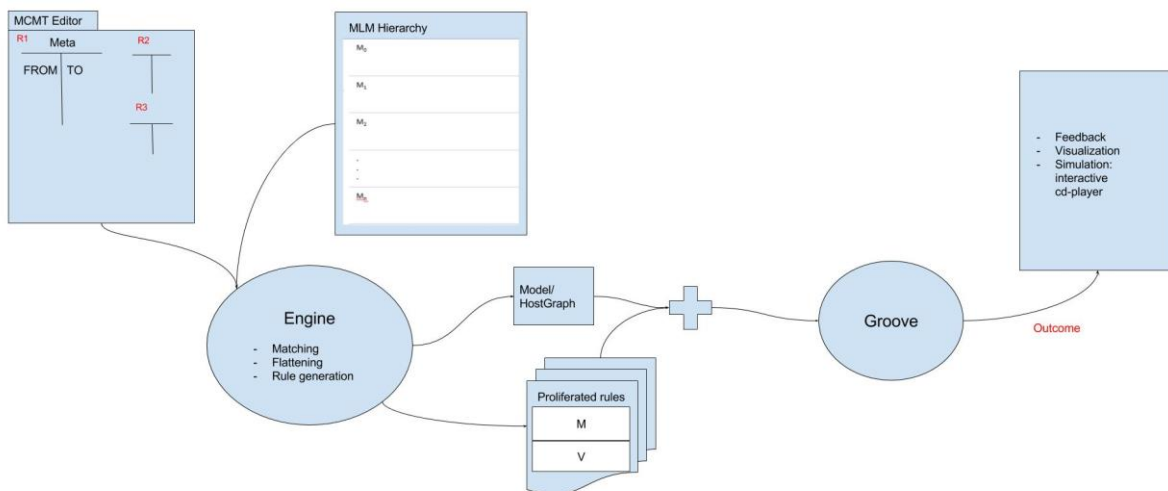 MCMT Editor
R1
Meta
R2
FROM TO
R3
MLM Hierarchy
M₀
M₁
M₂
.
.
.
Mₙ
Engine
- Matching
- Flattening
- Rule generation
Model/
HostGraph
Proliferated rules
M
V
Groove
Outcome
- Feedback
- Visualization
- Simulation:
interactive
cd-player